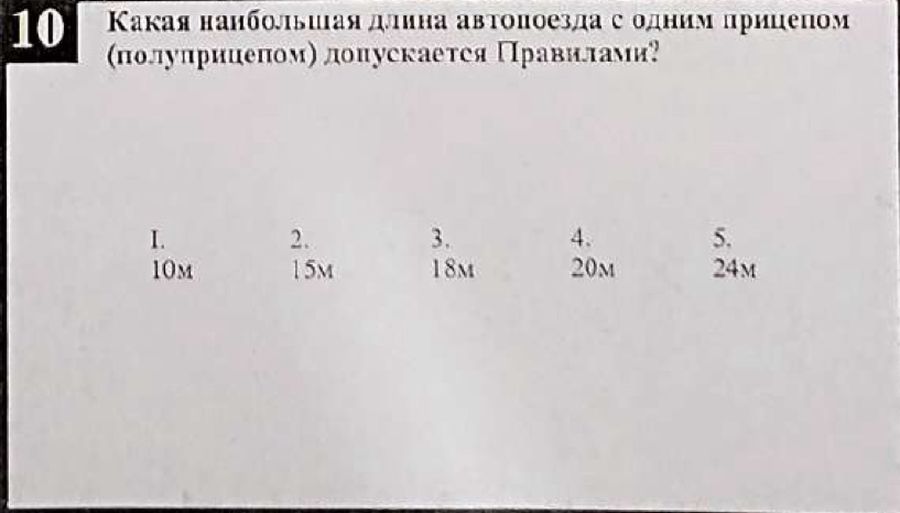 10
Какая наибольшая длина автопоезда с одним прицепом
(полуприцепом) допускается Правилами?
1. 2. 3. 4. 5.
10м 15м 18м 20м 24м